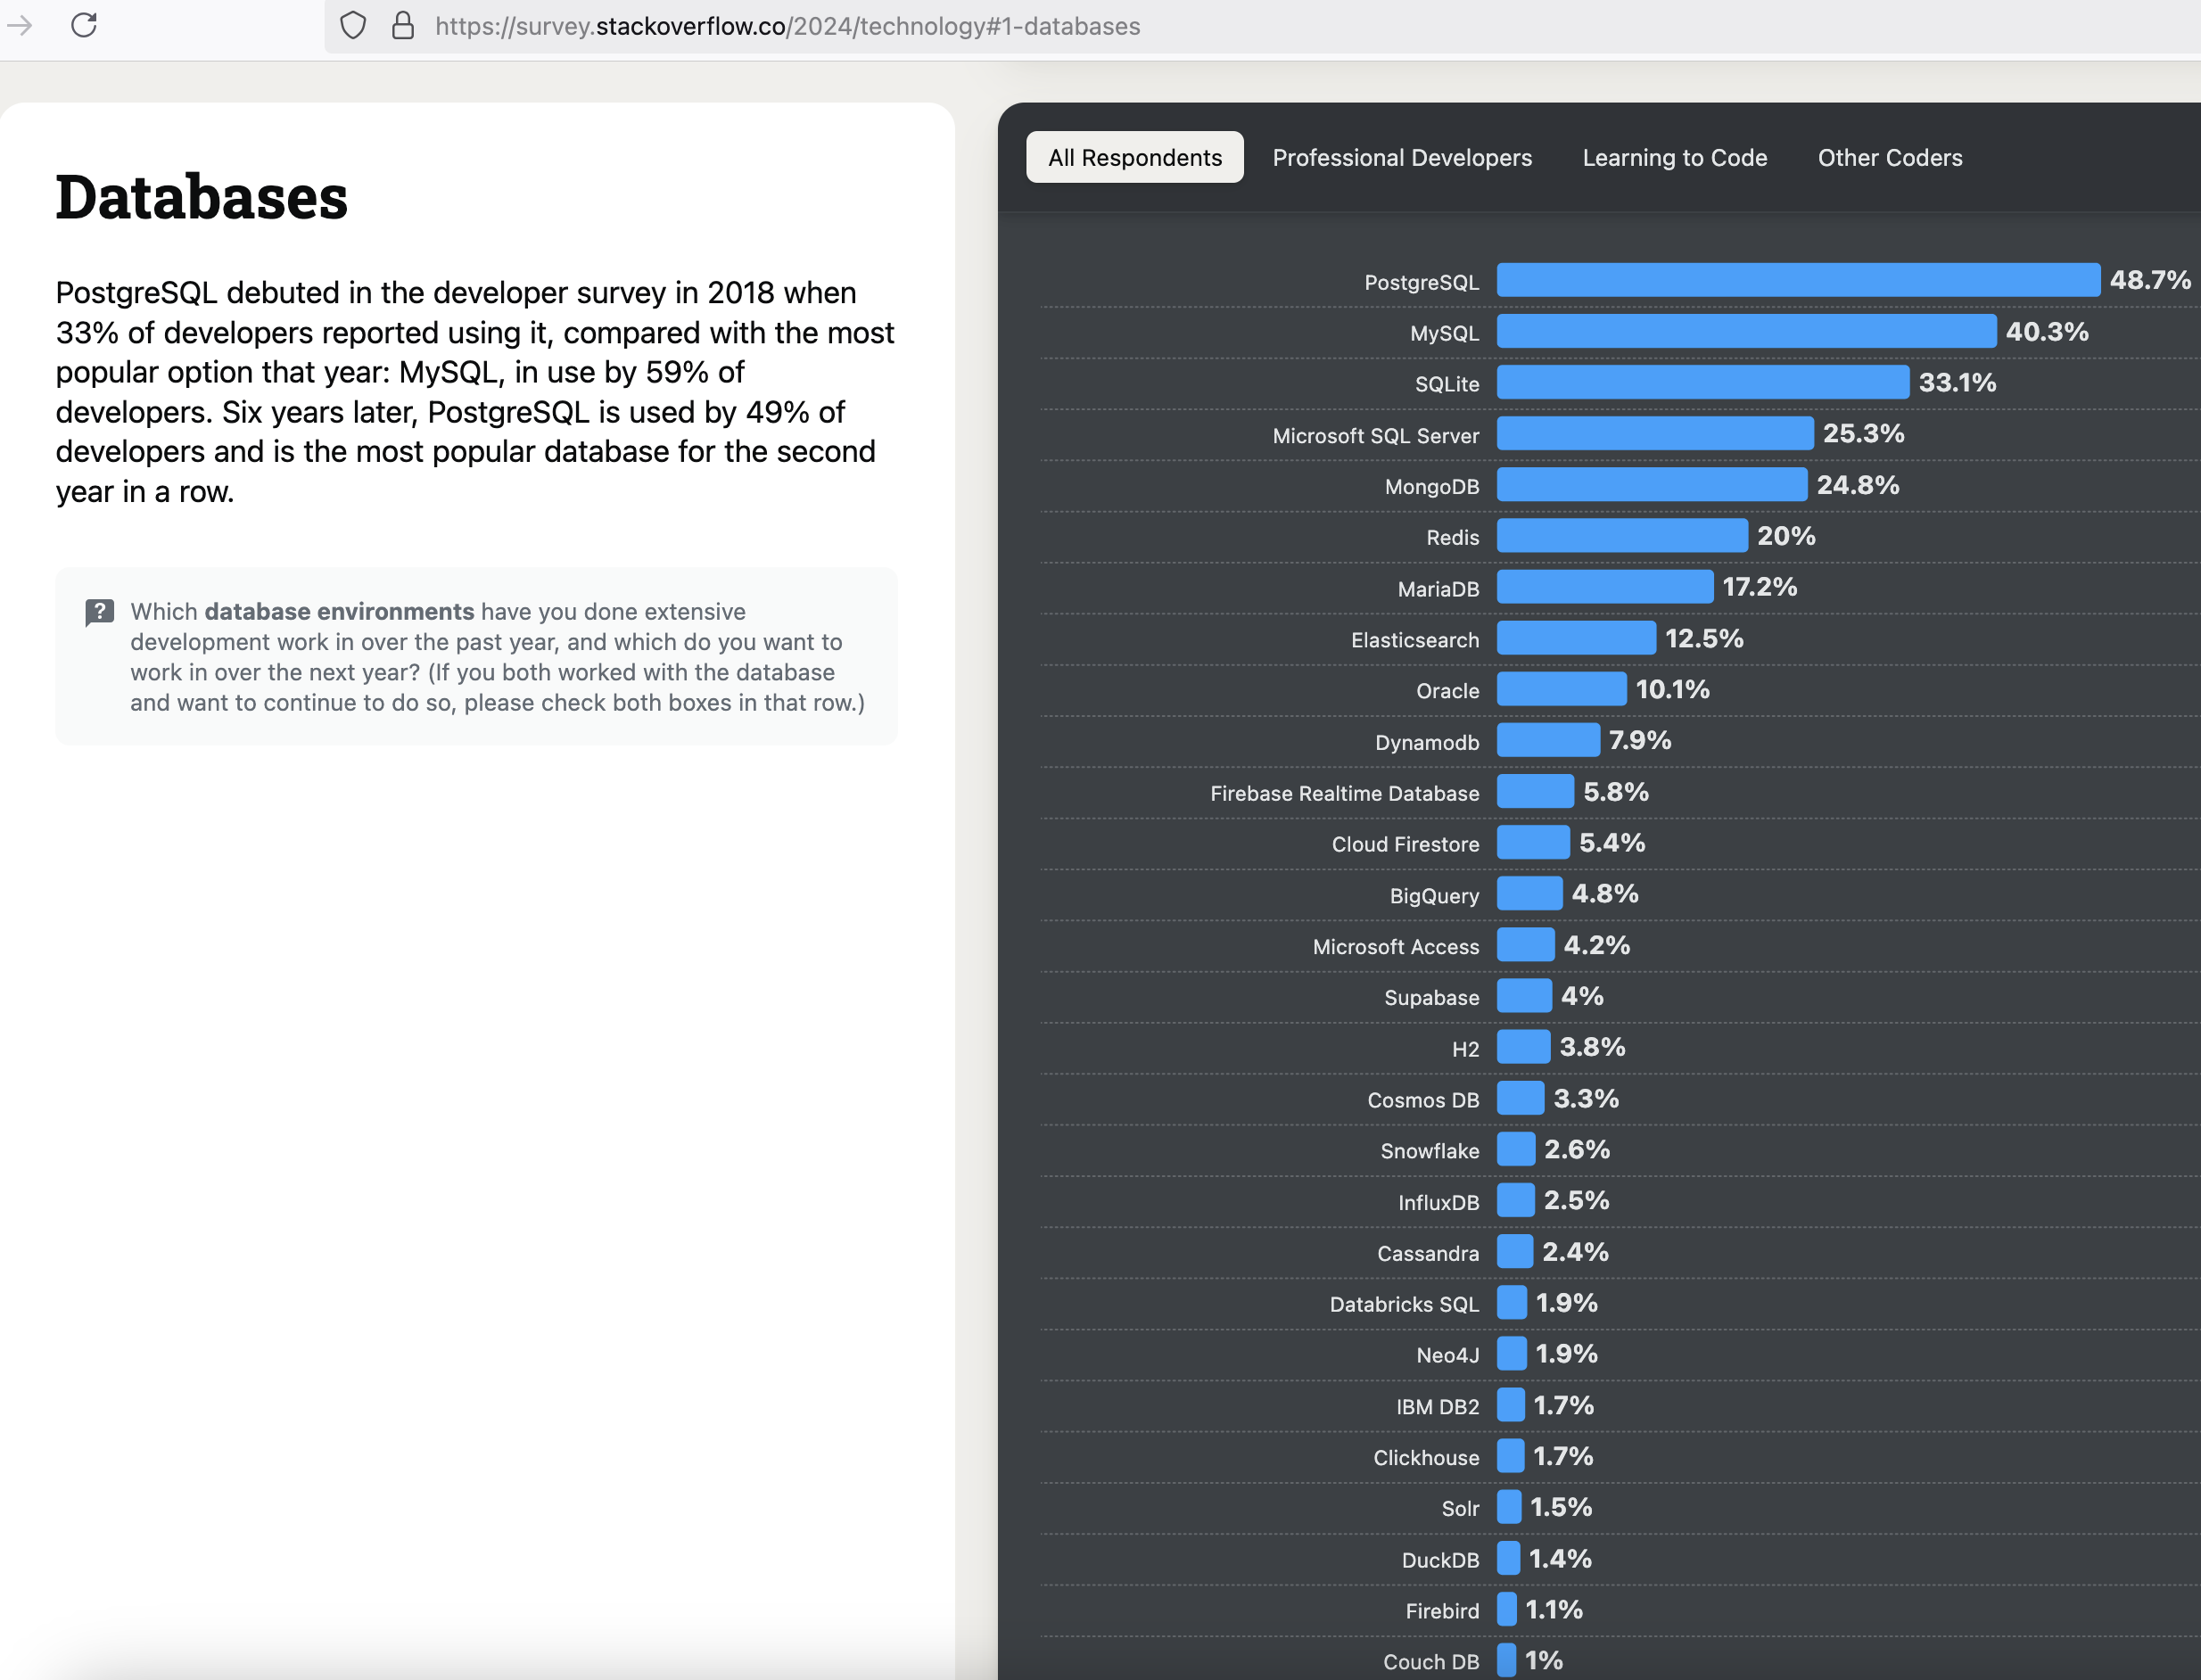 https://survey.stackoverflow.co/2024/technology#1-databases
Databases
PostgreSQL debuted in the developer survey in 2018 when
33% of developers reported using it, compared with the most
popular option that year: MySQL, in use by 59% of
developers. Six years later, PostgreSQL is used by 49% of
developers and is the most popular database for the second
year in a row.
? Which database environments have you done extensive
development work in over the past year, and which do you want to
work in over the next year? (If you both worked with the database
and want to continue to do so, please check both boxes in that row.)
All Respondents Professional Developers Learning to Code Other Coders
PostgreSQL 48.7%
MySQL 40.3%
SQLite 33.1%
Microsoft SQL Server 25.3%
MongoDB 24.8%
Redis 20%
MariaDB 17.2%
Elasticsearch 12.5%
Oracle 10.1%
Dynamodb 7.9%
Firebase Realtime Database 5.8%
Cloud Firestore 5.4%
BigQuery 4.8%
Microsoft Access 4.2%
Supabase 4%
H2 3.8%
Cosmos DB 3.3%
Snowflake 2.6%
InfluxDB 2.5%
Cassandra 2.4%
Databricks SQL 1.9%
Neo4J 1.9%
IBM DB2 1.7%
Clickhouse 1.7%
Solr 1.5%
DuckDB 1.4%
Firebird 1.1%
Couch DB 1%